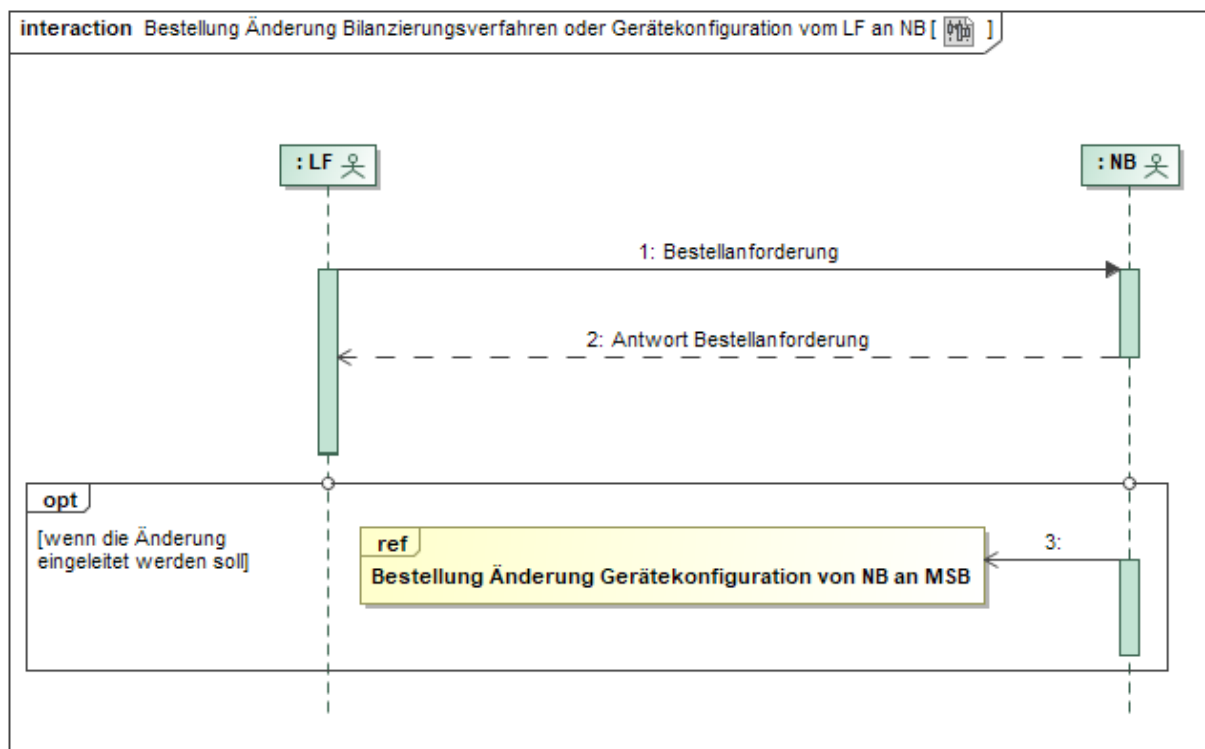 interaction Bestellung Änderung Bilanzierungsverfahren oder Gerätekonfiguration vom LF an NB [ ]
: LF
: NB
1: Bestellanforderung
2: Antwort Bestellanforderung
opt
[wenn die Änderung
eingeleitet werden soll]
ref
3:
Bestellung Änderung Gerätekonfiguration von NB an MSB